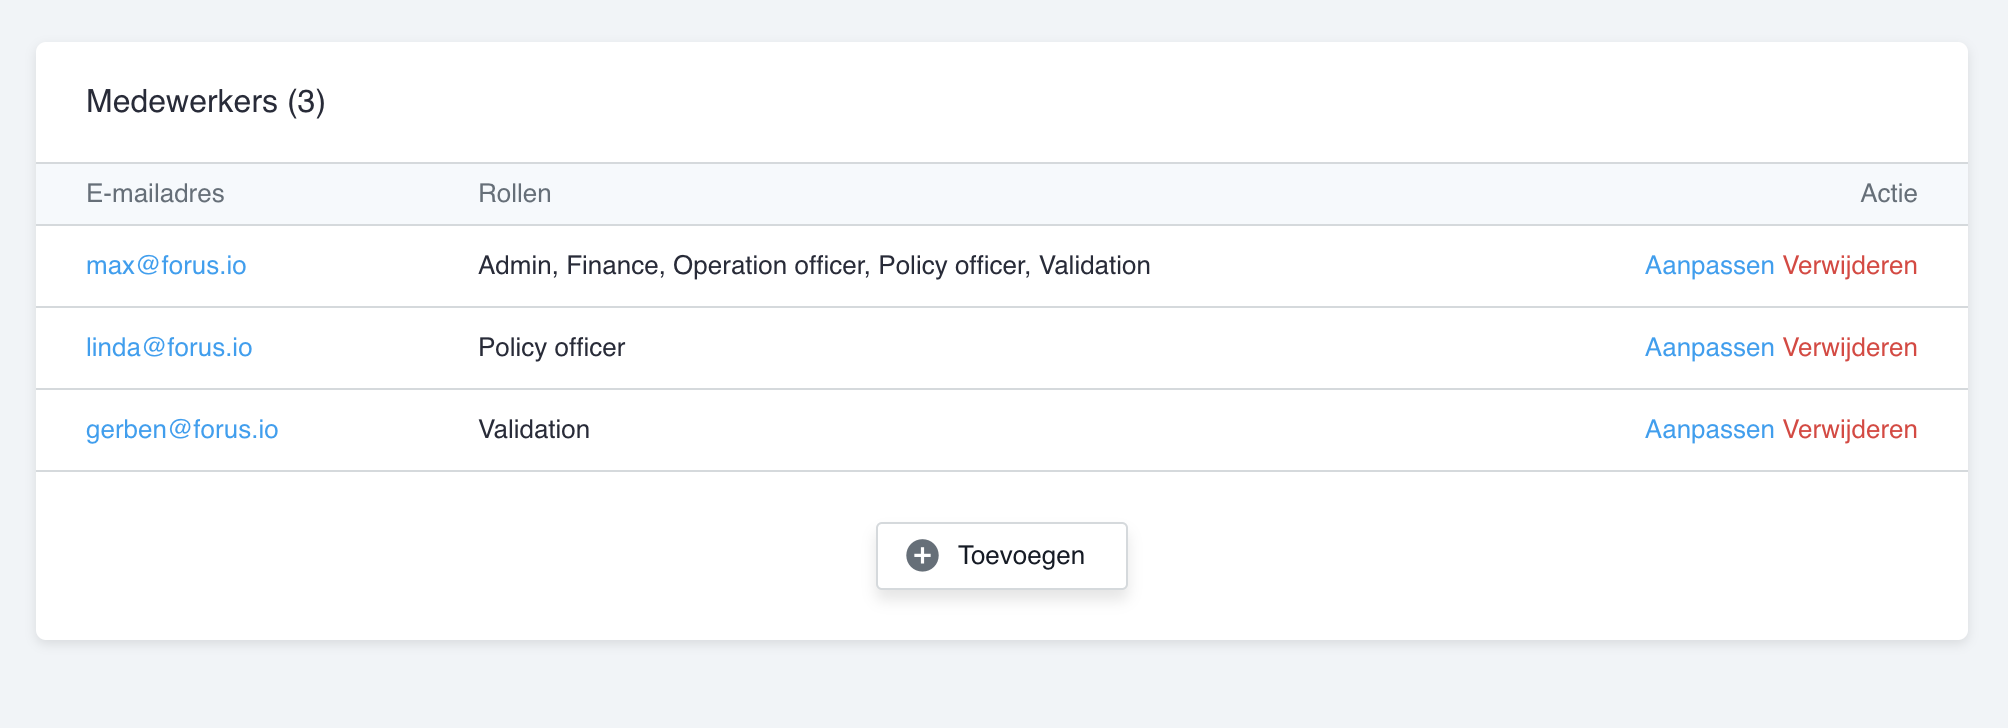 Medewerkers (3)
E-mailadres Rollen Actie
max@forus.io Admin, Finance, Operation officer, Policy officer, Validation Aanpassen Verwijderen
linda@forus.io Policy officer Aanpassen Verwijderen
gerben@forus.io Validation Aanpassen Verwijderen
Toevoegen